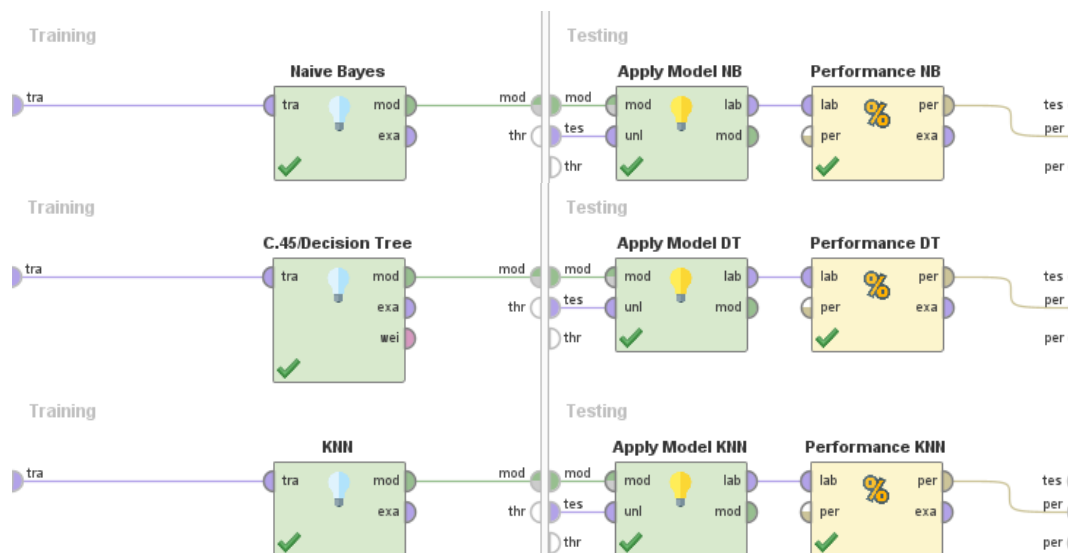 Training Testing
Naive Bayes Apply Model NB Performance NB
tra tra mod mod mod mod lab lab per tes
exa thr tes unl mod per exa per
thr per
Training Testing
C.45/Decision Tree Apply Model DT Performance DT
tra tra mod mod mod mod lab lab per tes
exa thr tes unl mod per exa per
wei thr per
Training Testing
KNN Apply Model KNN Performance KNN
tra tra mod mod mod mod lab lab per tes
exa thr tes unl mod per exa per
thr per